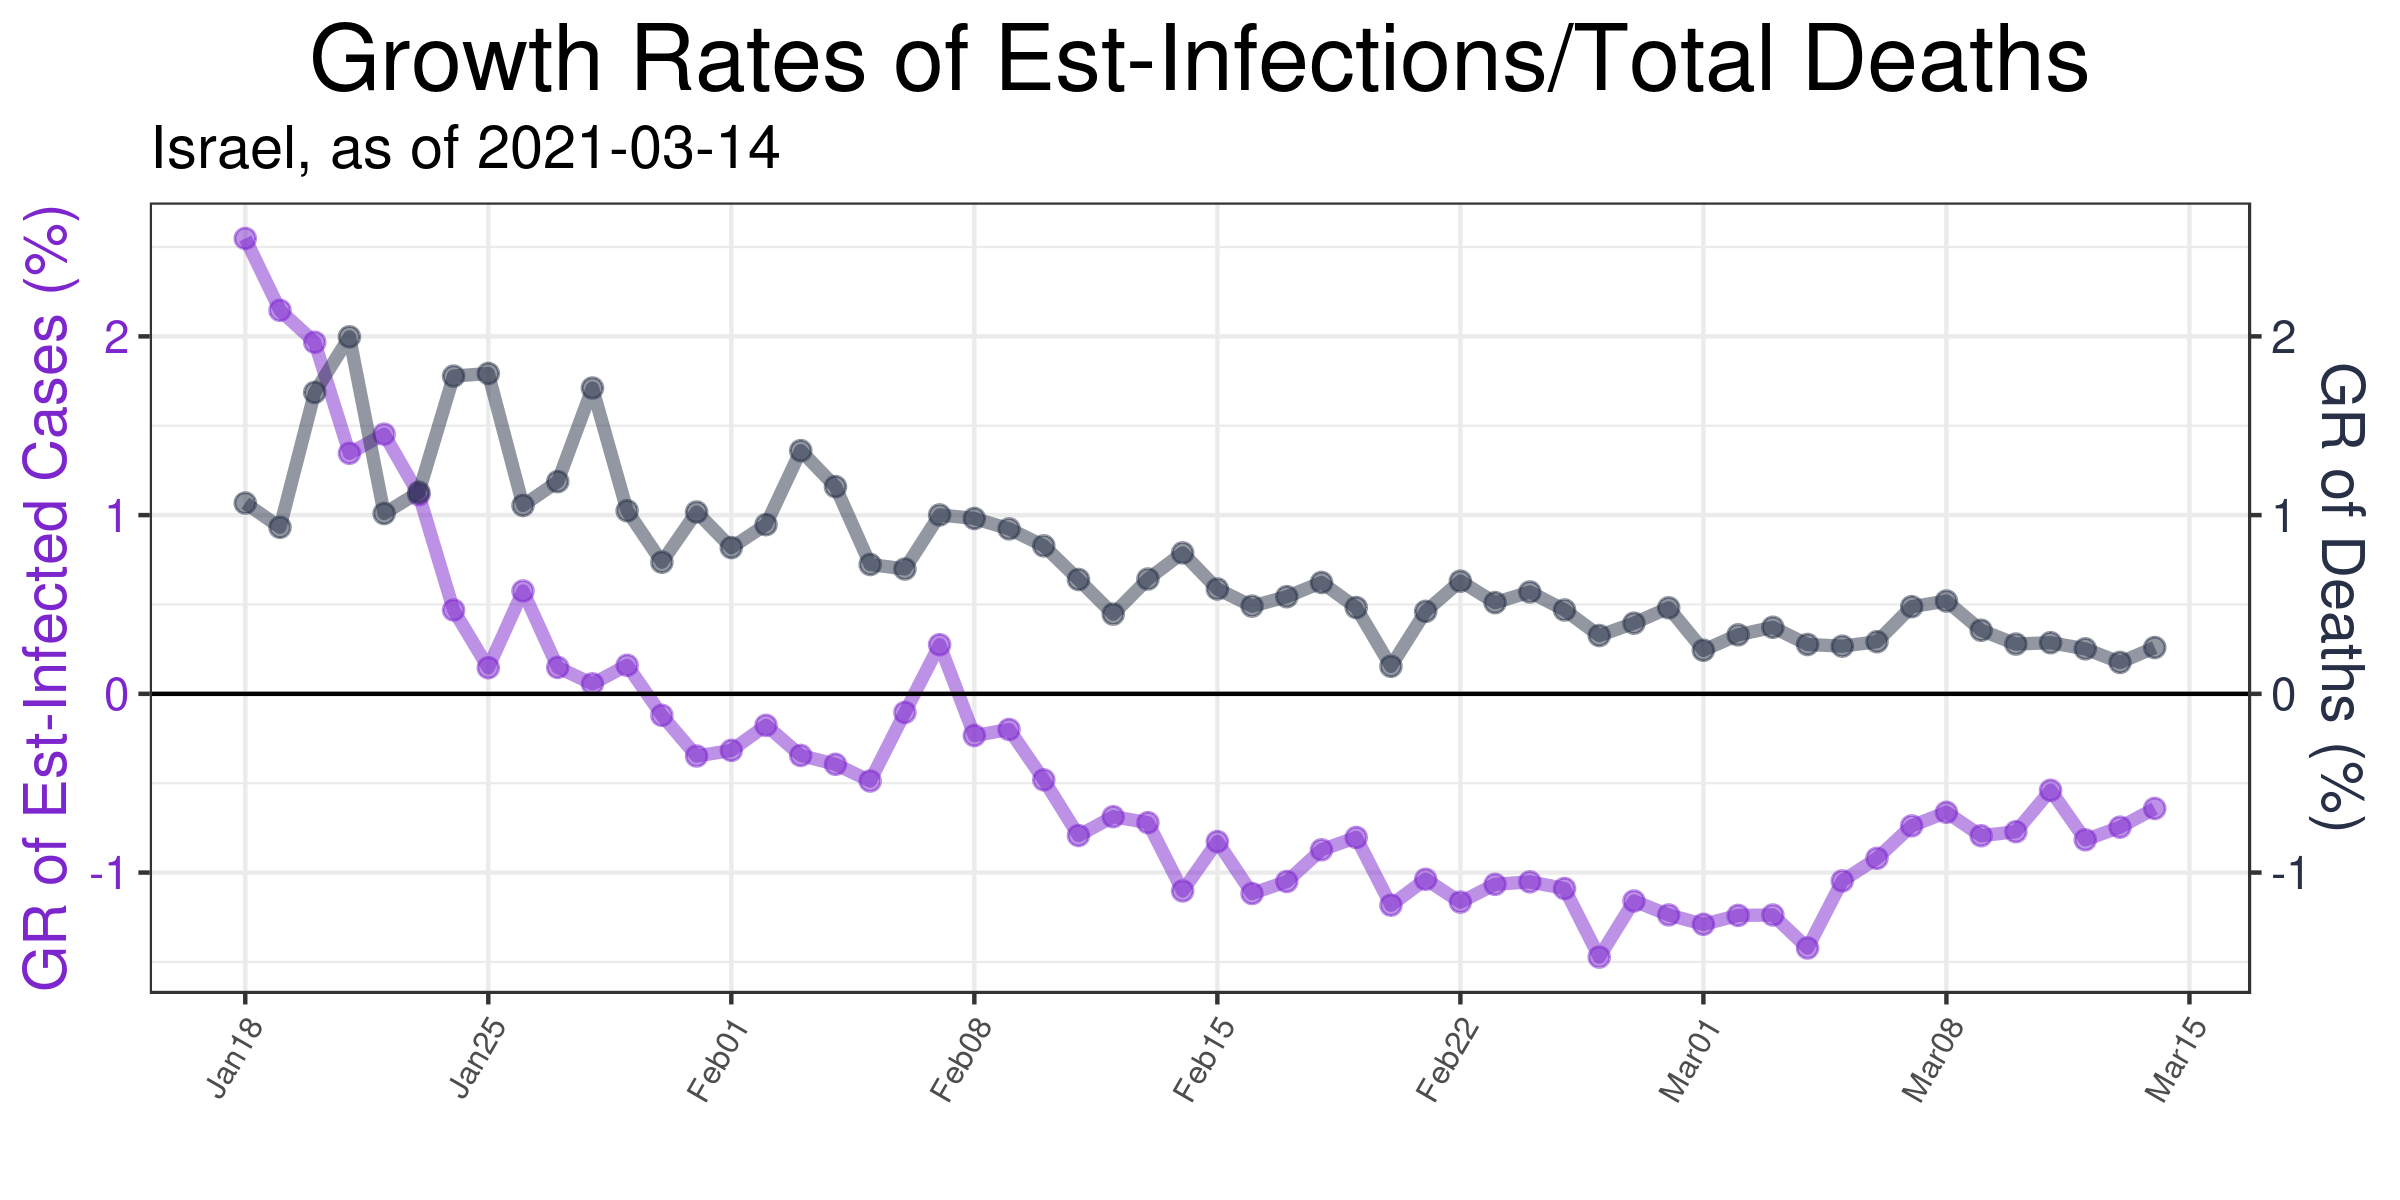 Growth Rates of Est-Infections/Total Deaths
Israel, as of 2021-03-14
GR of Est-Infected Cases (%)
2
1
0
-1
2
1
0
-1
GR of Deaths (%)
Jan18
Jan25
Feb01
Feb08
Feb15
Feb22
Mar01
Mar08
Mar15